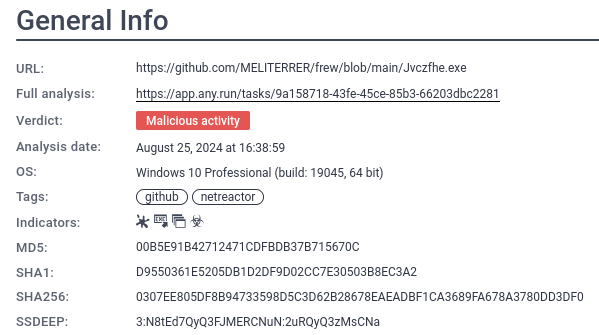 General Info
URL: https://github.com/MELITERRER/frew/blob/main/Jvczfhe.exe
Full analysis: https://app.any.run/tasks/9a158718-43fe-45ce-85b3-66203dbc2281
Verdict: Malicious activity
Analysis date: August 25, 2024 at 16:38:59
OS: Windows 10 Professional (build: 19045, 64 bit)
Tags: github netreactor
Indicators:
MD5: 00B5E91B42712471CDFBDB37B715670C
SHA1: D9550361E5205DB1D2DF9D02CC7E30503B8EC3A2
SHA256: 0307EE805DF8B94733598D5C3D62B28678EAEADBF1CA3689FA678A3780DD3DF0
SSDEEP: 3:N8tEd7QyQ3FJMERCNuN:2uRQyQ3zMsCNa